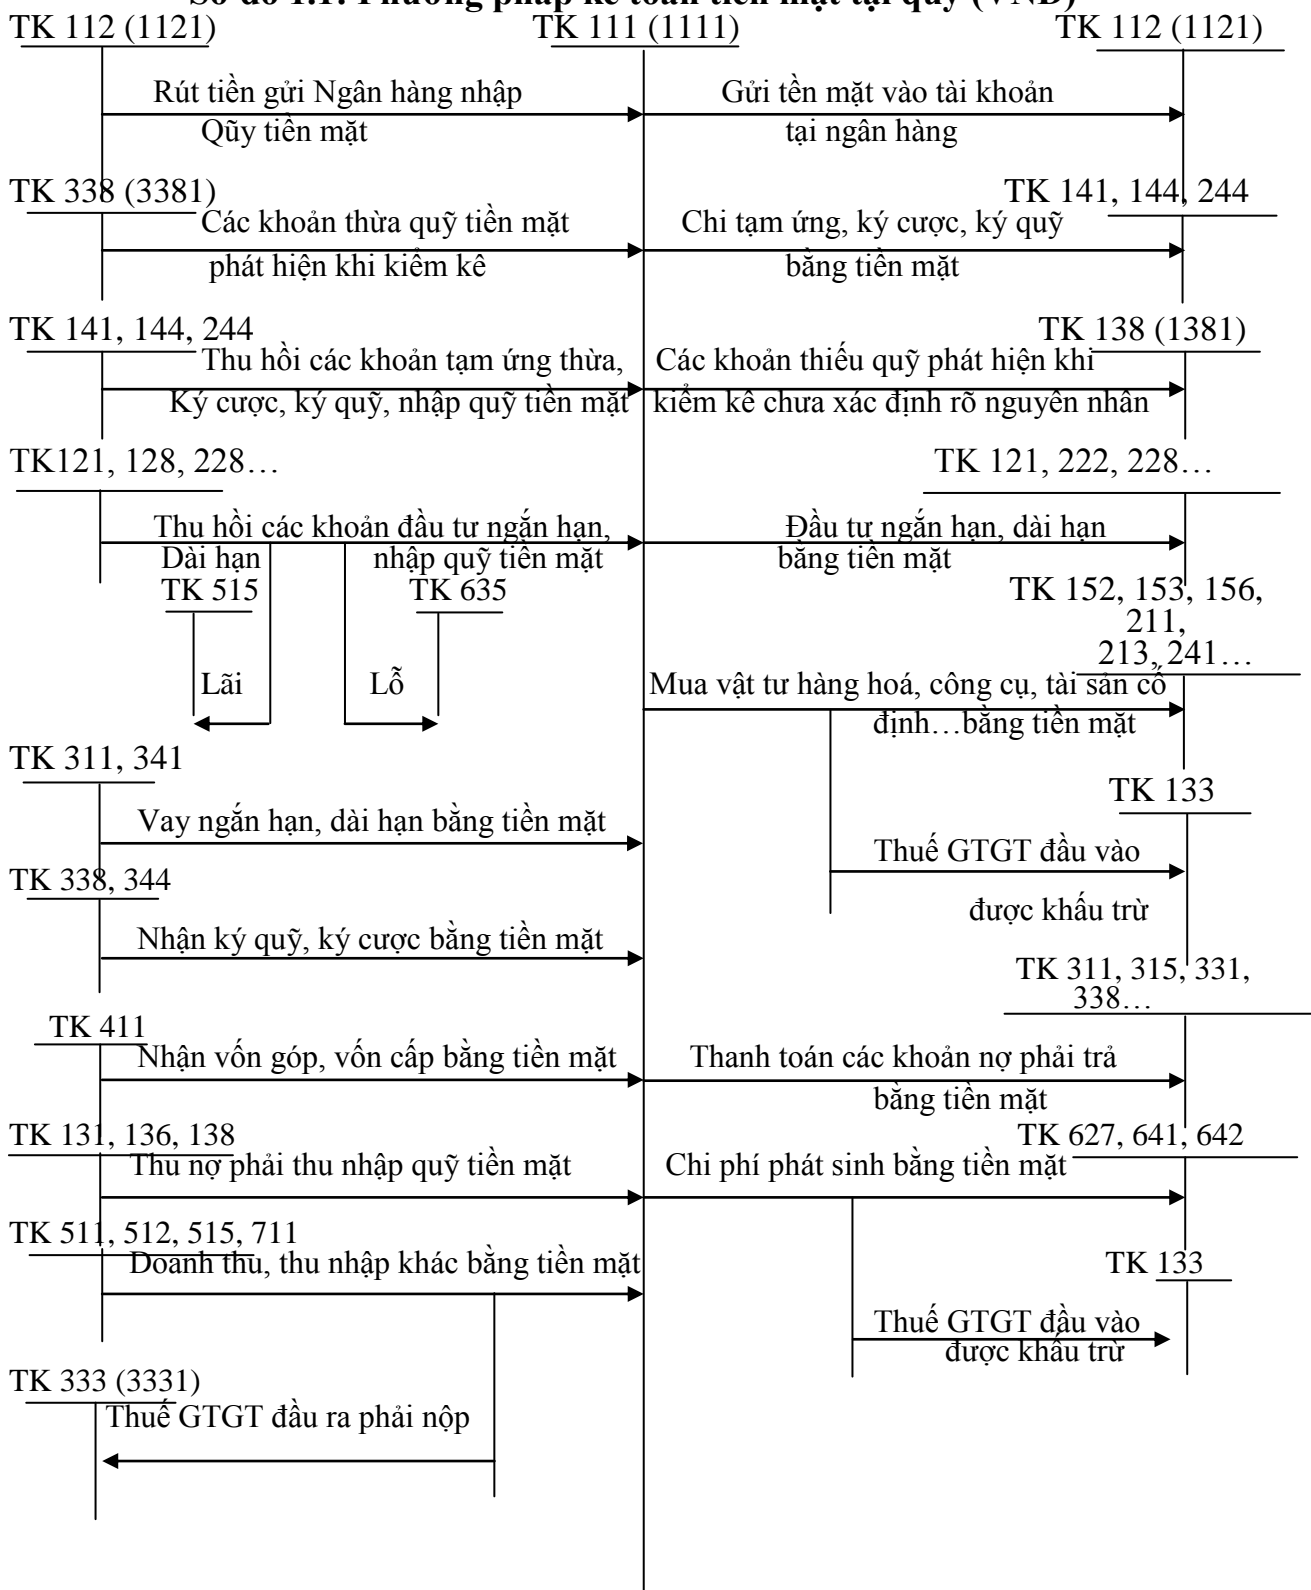 Sơ đồ 1.1: Phương pháp kế toán tiền mặt tại quỹ (VNĐ)
TK 112 (1121)
TK 111 (1111)
TK 112 (1121)
Rút tiền gửi Ngân hàng nhập
Gửi tền mặt vào tài khoản
Qũy tiền mặt
tại ngân hàng
TK 338 (3381)
TK 141, 144, 244
Các khoản thừa quỹ tiền mặt
Chi tạm ứng, ký cược, ký quỹ
phát hiện khi kiểm kê
bằng tiền mặt
TK 141, 144, 244
TK 138 (1381)
Thu hồi các khoản tạm ứng thừa,
Các khoản thiếu quỹ phát hiện khi
Ký cược, ký quỹ, nhập quỹ tiền mặt
kiểm kê chưa xác định rõ nguyên nhân
TK121, 128, 228…
TK 121, 222, 228…
Thu hồi các khoản đầu tư ngắn hạn,
Đầu tư ngắn hạn, dài hạn
Dài hạn
nhập quỹ tiền mặt
bằng tiền mặt
TK 515
TK 635
TK 152, 153, 156,
211,
213, 241…
Lãi
Lỗ
Mua vật tư hàng hoá, công cụ, tài sản cố
định…bằng tiền mặt
TK 311, 341
TK 133
Vay ngắn hạn, dài hạn bằng tiền mặt
Thuế GTGT đầu vào
TK 338, 344
được khấu trừ
Nhận ký quỹ, ký cược bằng tiền mặt
TK 311, 315, 331,
338…
TK 411
Nhận vốn góp, vốn cấp bằng tiền mặt
Thanh toán các khoản nợ phải trả
bằng tiền mặt
TK 131, 136, 138
TK 627, 641, 642
Thu nợ phải thu nhập quỹ tiền mặt
Chi phí phát sinh bằng tiền mặt
TK 511, 512, 515, 711
Doanh thu, thu nhập khác bằng tiền mặt
TK 133
Thuế GTGT đầu vào
được khấu trừ
TK 333 (3331)
Thuế GTGT đầu ra phải nộp